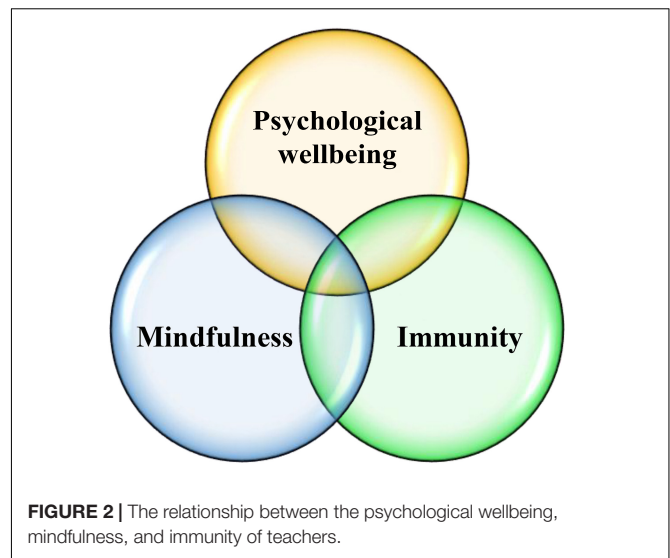 Psychological
wellbeing
Mindfulness
Immunity
FIGURE 2 | The relationship between the psychological wellbeing,
mindfulness, and immunity of teachers.